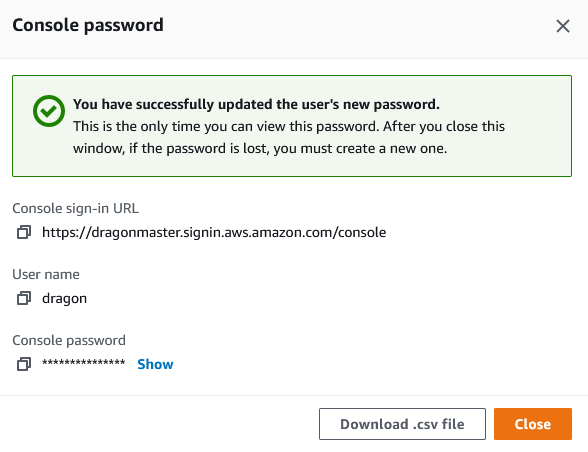 Console password
You have successfully updated the user's new password.
This is the only time you can view this password. After you close this
window, if the password is lost, you must create a new one.
Console sign-in URL
https://dragonmaster.signin.aws.amazon.com/console
User name
dragon
Console password
*************** Show
Download .csv file Close